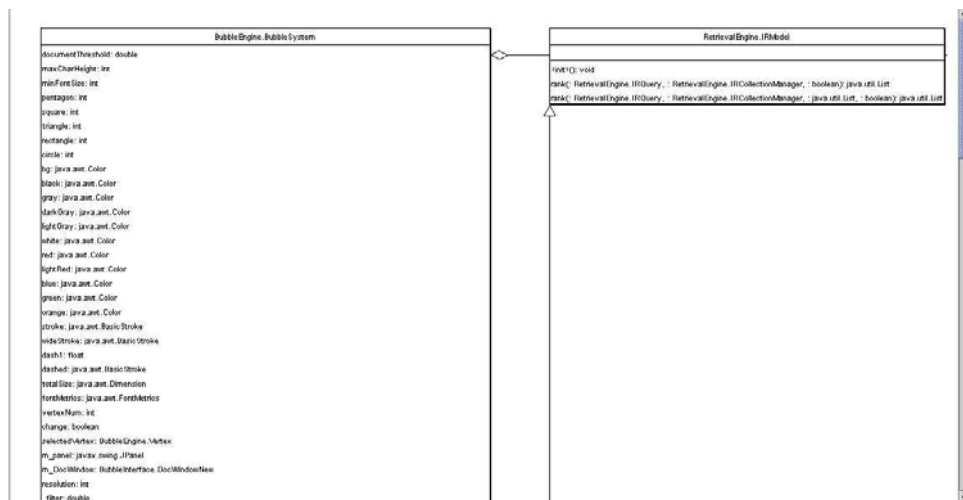 BubbleEngine.BubbleSystem
documentThreshold: double
maxCharHeight: int
minFontSize: int
pentagon: int
square: int
triangle: int
rectangle: int
circle: int
bg: java.awt.Color
black: java.awt.Color
gray: java.awt.Color
darkGray: java.awt.Color
lightGray: java.awt.Color
white: java.awt.Color
red: java.awt.Color
lightRed: java.awt.Color
blue: java.awt.Color
green: java.awt.Color
orange: java.awt.Color
stroke: java.awt.BasicStroke
wideStroke: java.awt.BasicStroke
dash1: float
dashed: java.awt.BasicStroke
totalSize: java.awt.Dimension
fontMetrics: java.awt.FontMetrics
vertexNum: int
change: boolean
selectedVertex: BubbleEngine.Vertex
m_panel: javax.swing.JPanel
m_DocWindow: BubbleInterface.DocWindowNew
resolution: int
_filter: double
RetrievalEngine.IRModel
<init>(): void
rank(: RetrievalEngine.IRQuery, : RetrievalEngine.IRCollectionManager, : boolean): java.util.List
rank(: RetrievalEngine.IRQuery, : RetrievalEngine.IRCollectionManager, : java.util.List, : boolean): java.util.List